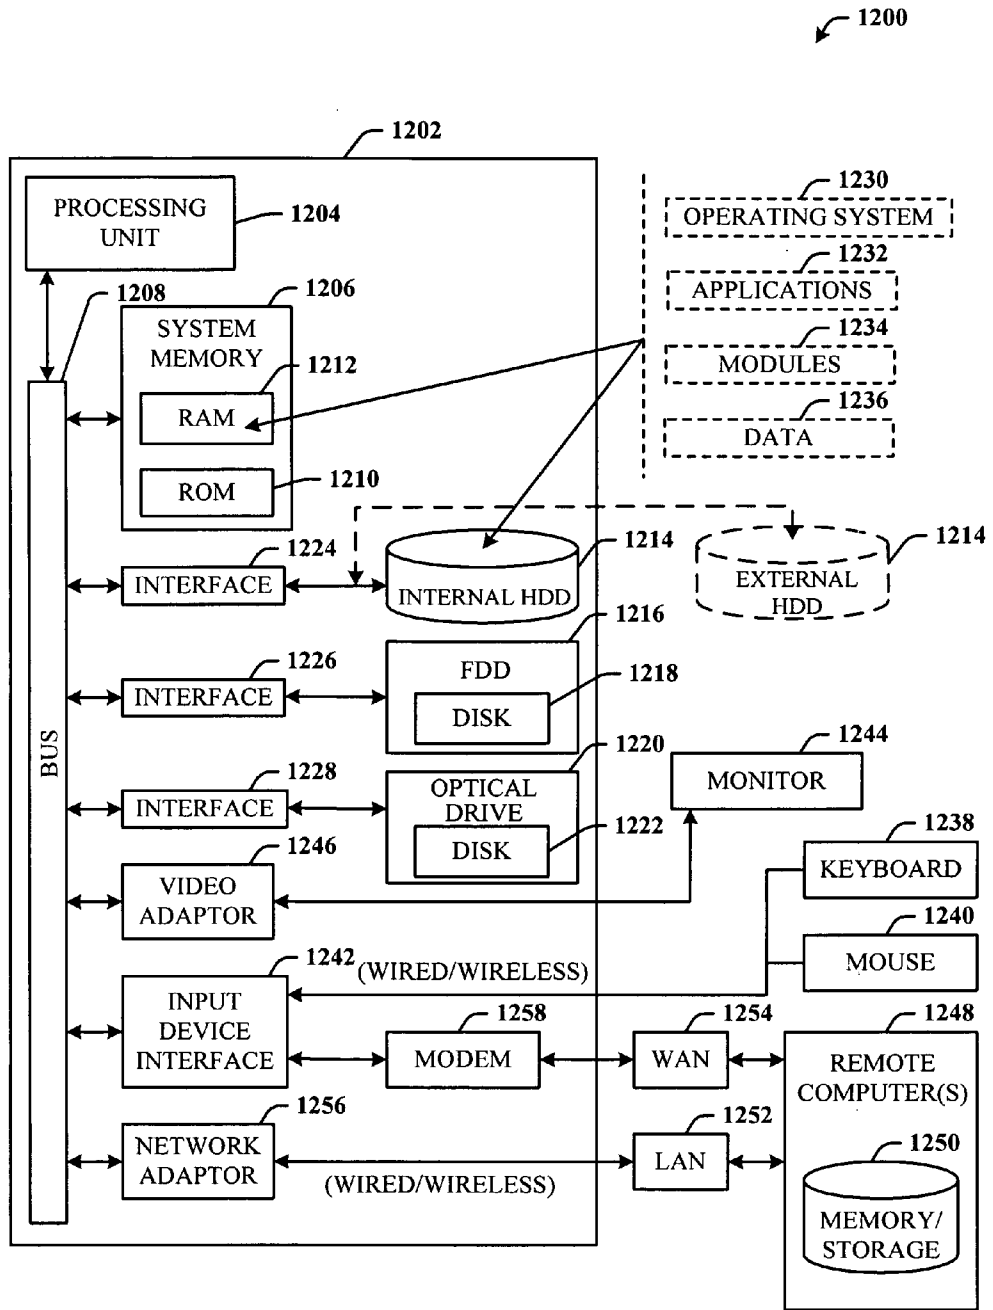 1200
1202
PROCESSING
UNIT
1204
1230
OPERATING SYSTEM
1232
APPLICATIONS
1234
MODULES
1236
DATA
1208
1206
SYSTEM
MEMORY
1212
RAM
ROM
1210
BUS
1224
INTERFACE
INTERNAL HDD
1214
EXTERNAL
HDD
1214
1226
INTERFACE
1216
FDD
1218
DISK
1228
INTERFACE
1220
OPTICAL
DRIVE
1222
DISK
1244
MONITOR
1246
VIDEO
ADAPTOR
1238
KEYBOARD
1240
MOUSE
1242
(WIRED/WIRELESS)
INPUT
DEVICE
INTERFACE
1258
MODEM
1254
WAN
1248
REMOTE
COMPUTER(S)
1256
NETWORK
ADAPTOR
(WIRED/WIRELESS)
1252
LAN
1250
MEMORY/
STORAGE